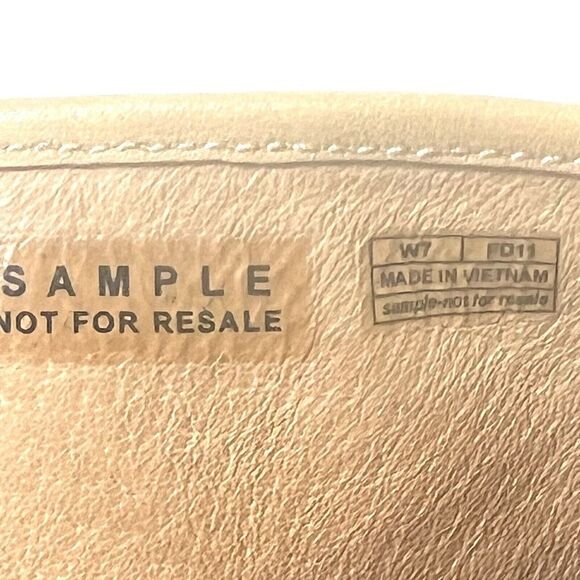 SAMPLE
NOT FOR RESALE
W7 FD11
MADE IN VIETNAM
sample-not for resale